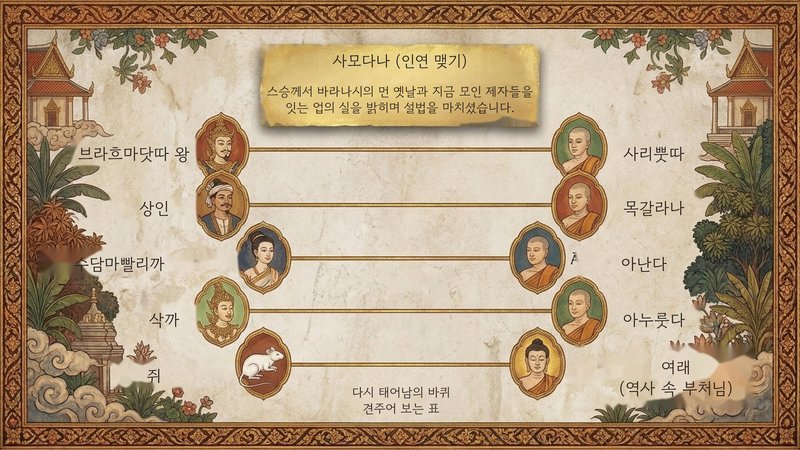 사모다나 (인연 맺기)
스승께서 바라나시의 먼 옛날과 지금 모인 제자들을
잇는 업의 실을 밝히며 설법을 마치셨습니다.
브라흐마닷따 왕
사리뿟따
상인
목갈라나
수담마빨리까
아난다
삭까
아누룻다
쥐
여래
(역사 속 부처님)
다시 태어남의 바퀴
견주어 보는 표